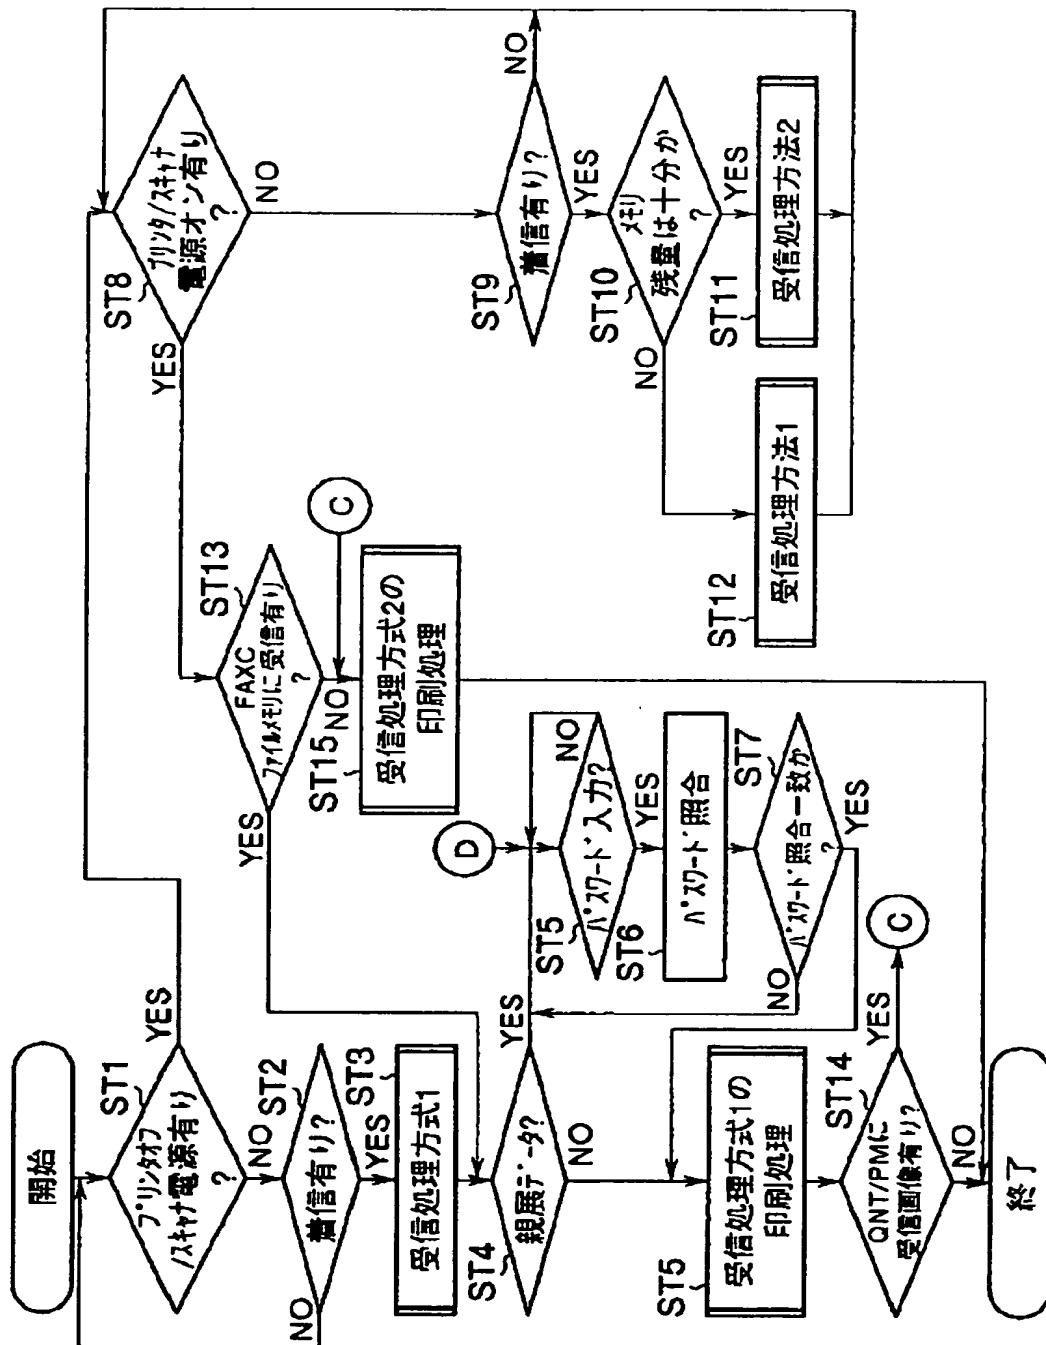 開始
ST1
プリンタオフ
/スキャナ電源有り
?
YES
NO
ST2
着信有り?
NO
YES
ST3
受信処理方式1
ST4
親展データ?
YES
NO
D
ST5
パスワード入力?
NO
YES
ST6
パスワード照合
ST7
パスワード照合一致か
?
NO
YES
ST5
受信処理方式1の
印刷処理
ST14
QNT/PMに
受信画像有り?
YES
C
NO
終了
ST8
プリンタ/スキャナ
電源オン有り
?
YES
NO
ST13
FAXC
ファイルメモリに受信有り
?
YES
NO
C
ST15
受信処理方式2の
印刷処理
ST9
着信有り?
NO
YES
ST10
メモリ
残量は十分か
?
NO
YES
ST11
受信処理方法2
ST12
受信処理方法1